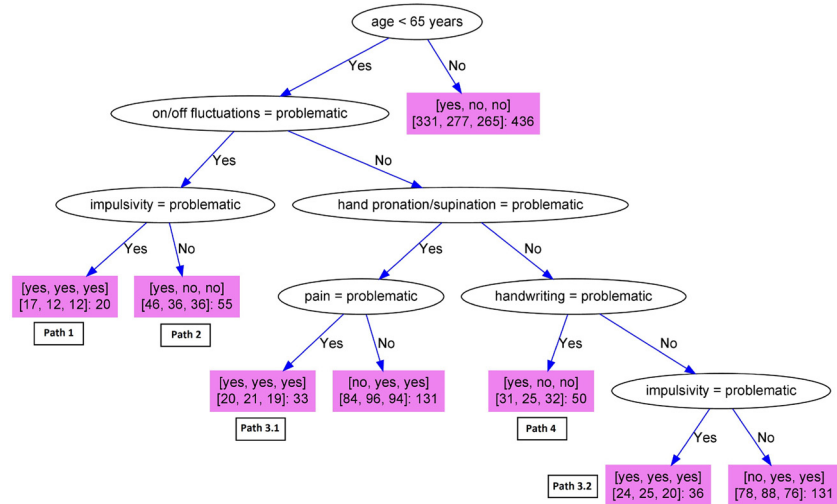 age < 65 years
Yes
No
on/off fluctuations = problematic
[yes, no, no]
[331, 277, 265]: 436
Yes
No
impulsivity = problematic
hand pronation/supination = problematic
Yes
No
Yes
No
[yes, yes, yes]
[17, 12, 12]: 20
[yes, no, no]
[46, 36, 36]: 55
pain = problematic
handwriting = problematic
Path 1
Path 2
Yes
No
Yes
No
[yes, yes, yes]
[20, 21, 19]: 33
[no, yes, yes]
[84, 96, 94]: 131
[yes, no, no]
[31, 25, 32]: 50
impulsivity = problematic
Path 3.1
Path 4
Yes
No
Path 3.2
[yes, yes, yes]
[24, 25, 20]: 36
[no, yes, yes]
[78, 88, 76]: 131